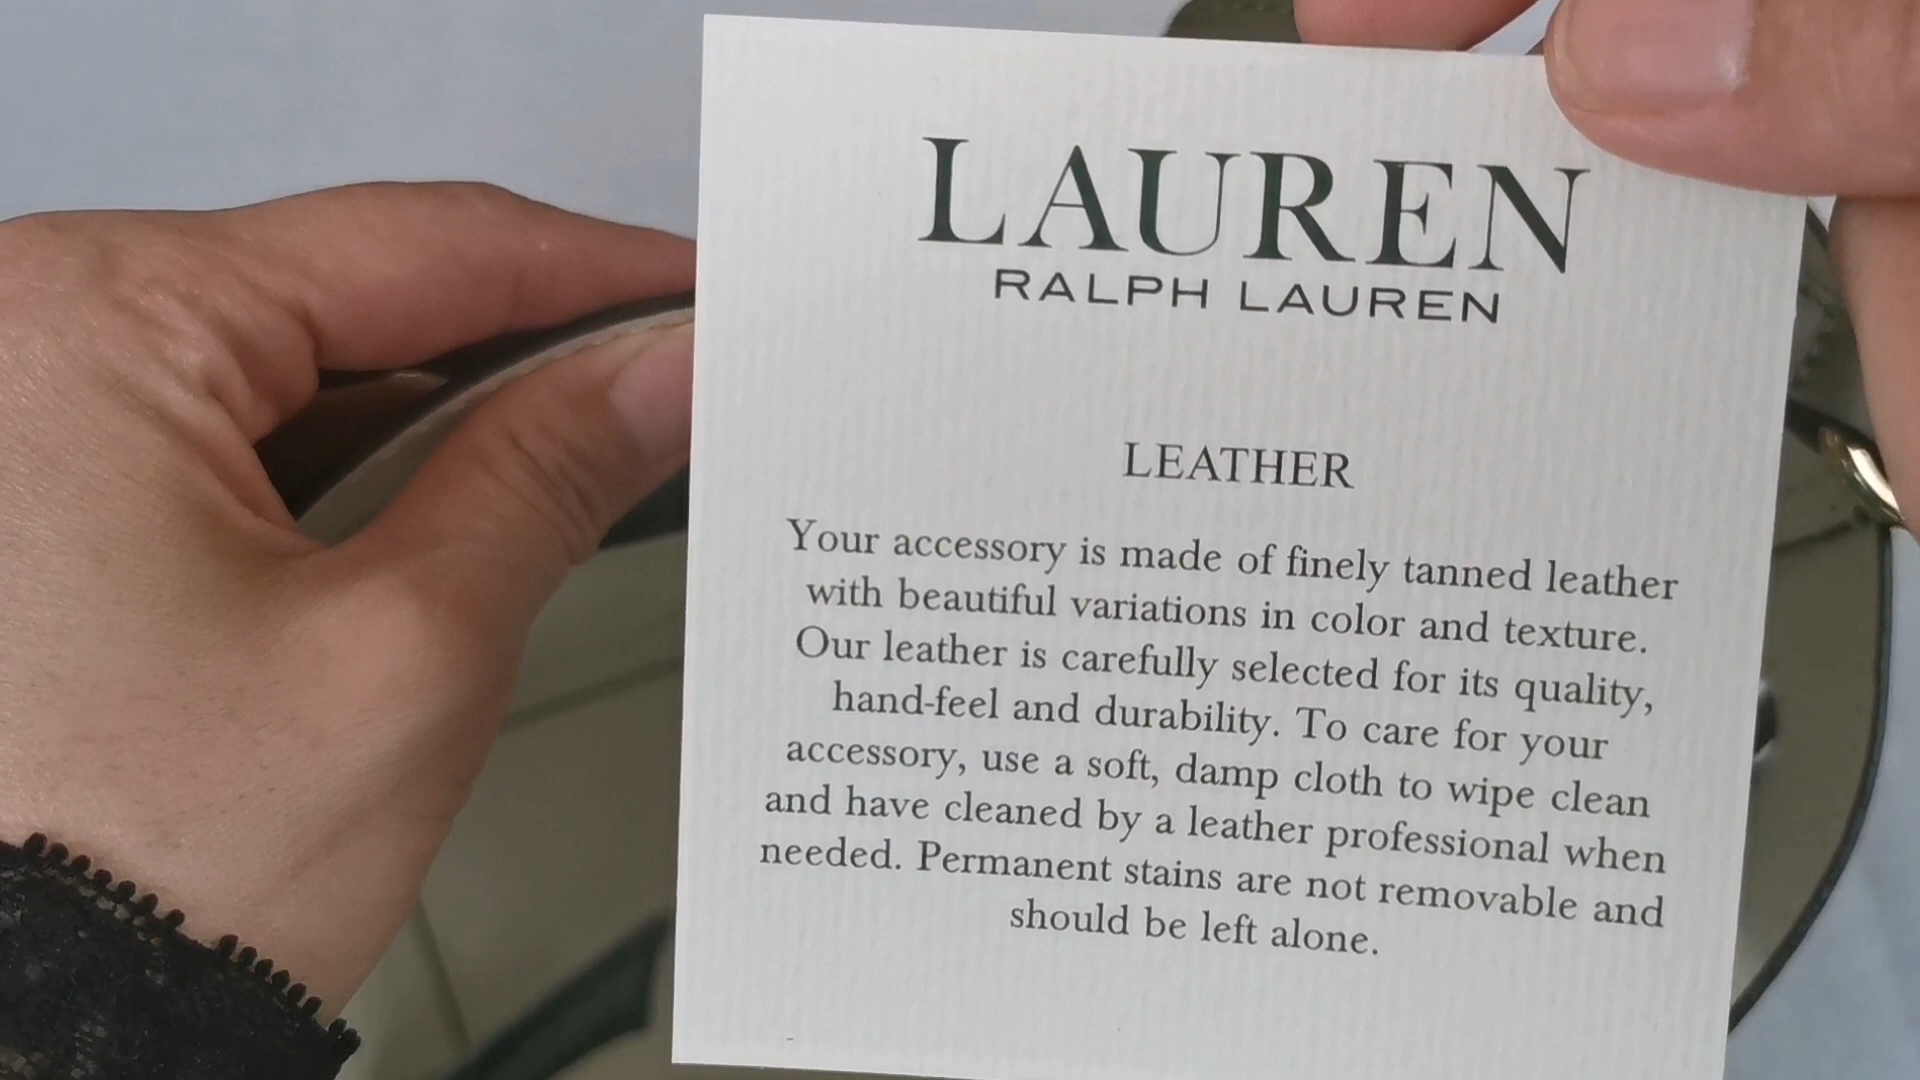 LAUREN
RALPH LAUREN
LEATHER
Your accessory is made of finely tanned leather
with beautiful variations in color and texture.
Our leather is carefully selected for its quality,
hand-feel and durability. To care for your
accessory, use a soft, damp cloth to wipe clean
and have cleaned by a leather professional when
needed. Permanent stains are not removable and
should be left alone.